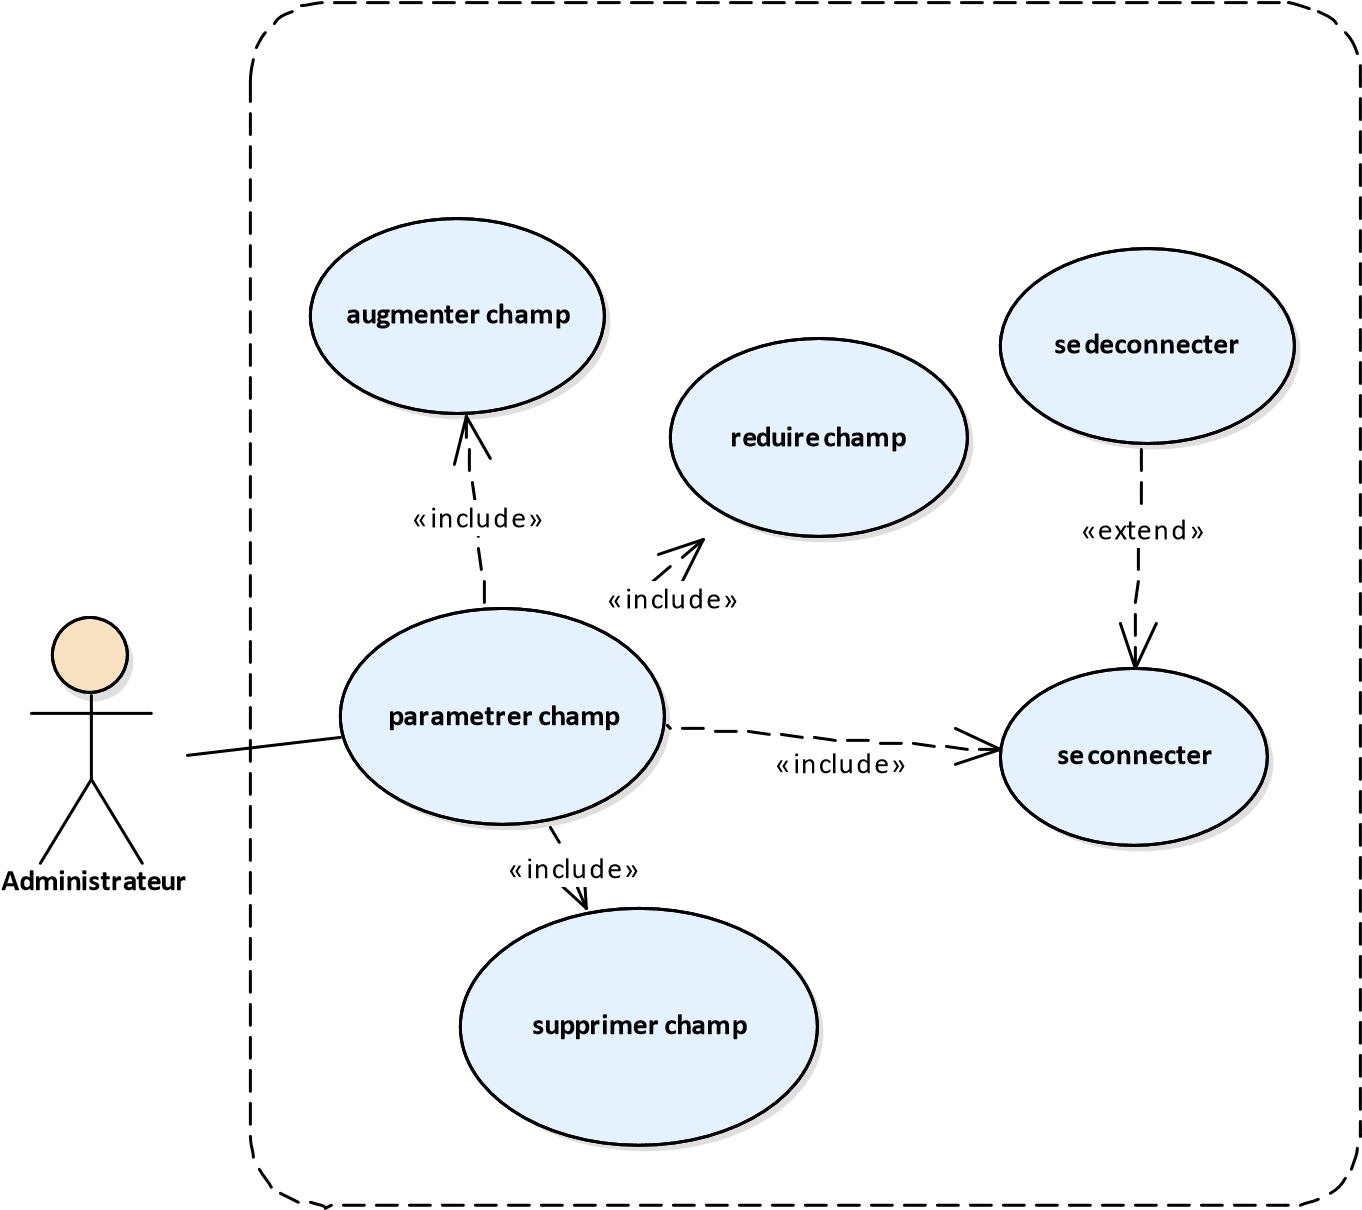 augmenter champ
se deconnecter
reduire champ
«include»
«extend»
«include»
parametrer champ
se connecter
«include»
«include»
Administrateur
supprimer champ